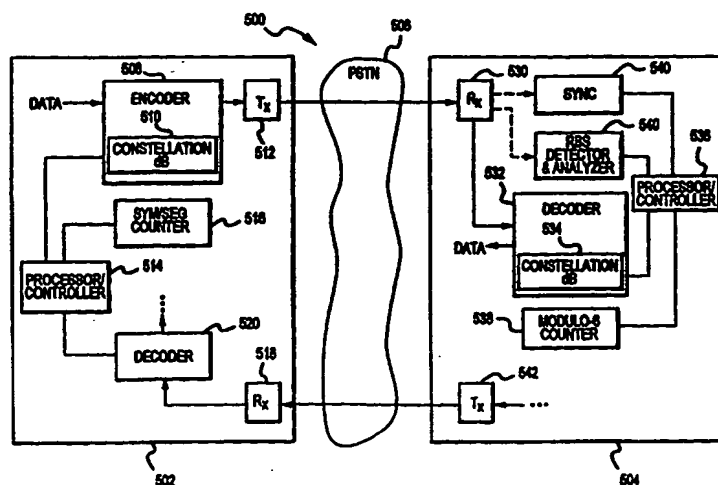 500
506
PSTN
508
DATA
ENCODER
510
CONSTELLATION
dB
TX
512
SYM/SEG
COUNTER
516
PROCESSOR/
CONTROLLER
514
DECODER
520
RX
518
502
530
RX
540
SYNC
540
RBS
DETECTOR
& ANALYZER
536
PROCESSOR/
CONTROLLER
532
DECODER
DATA
534
CONSTELLATION
dB
538
MODULO-6
COUNTER
542
TX
504